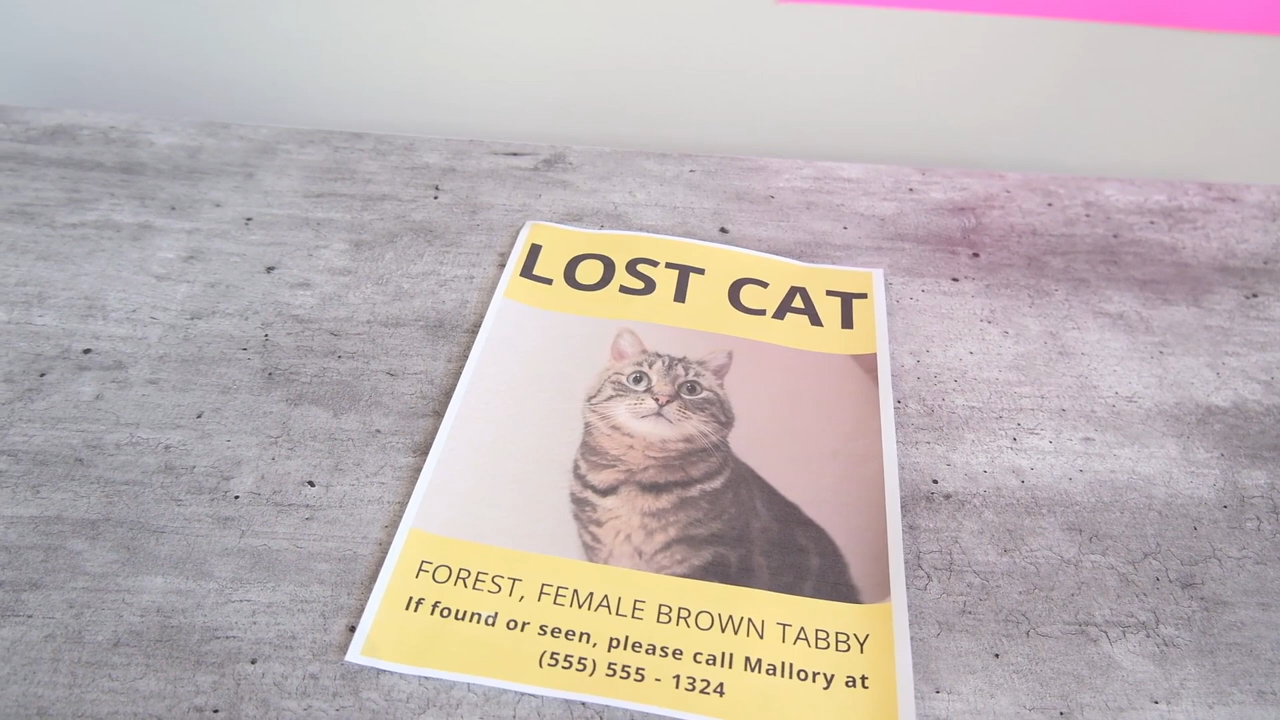 LOST CAT
FOREST, FEMALE BROWN TABBY
If found or seen, please call Mallory at
(555) 555 - 1324